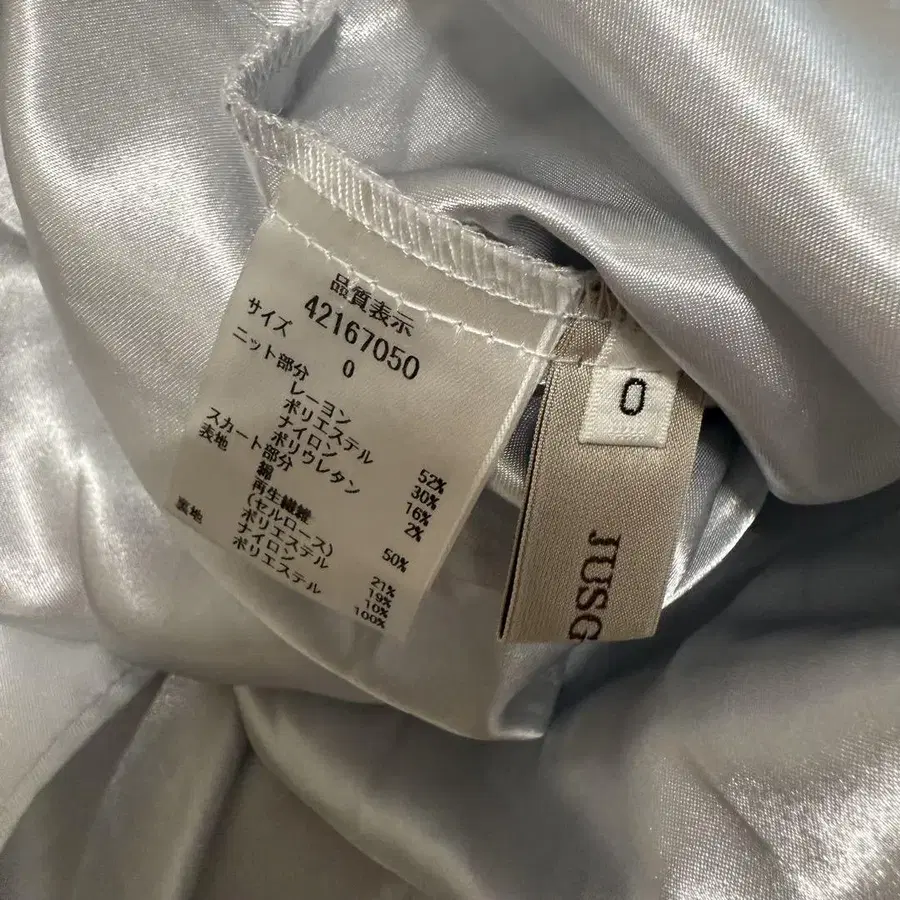 品質表示
42167050
サイズ 0
ニット部分
レーヨン 52%
ポリエステル 30%
ナイロン 16%
ポリウレタン 2%
スカート部分
表地 綿 50%
再生繊維
(セルロース) 21%
ポリエステル 19%
ナイロン 10%
裏地 ポリエステル 100%
0
JUSG